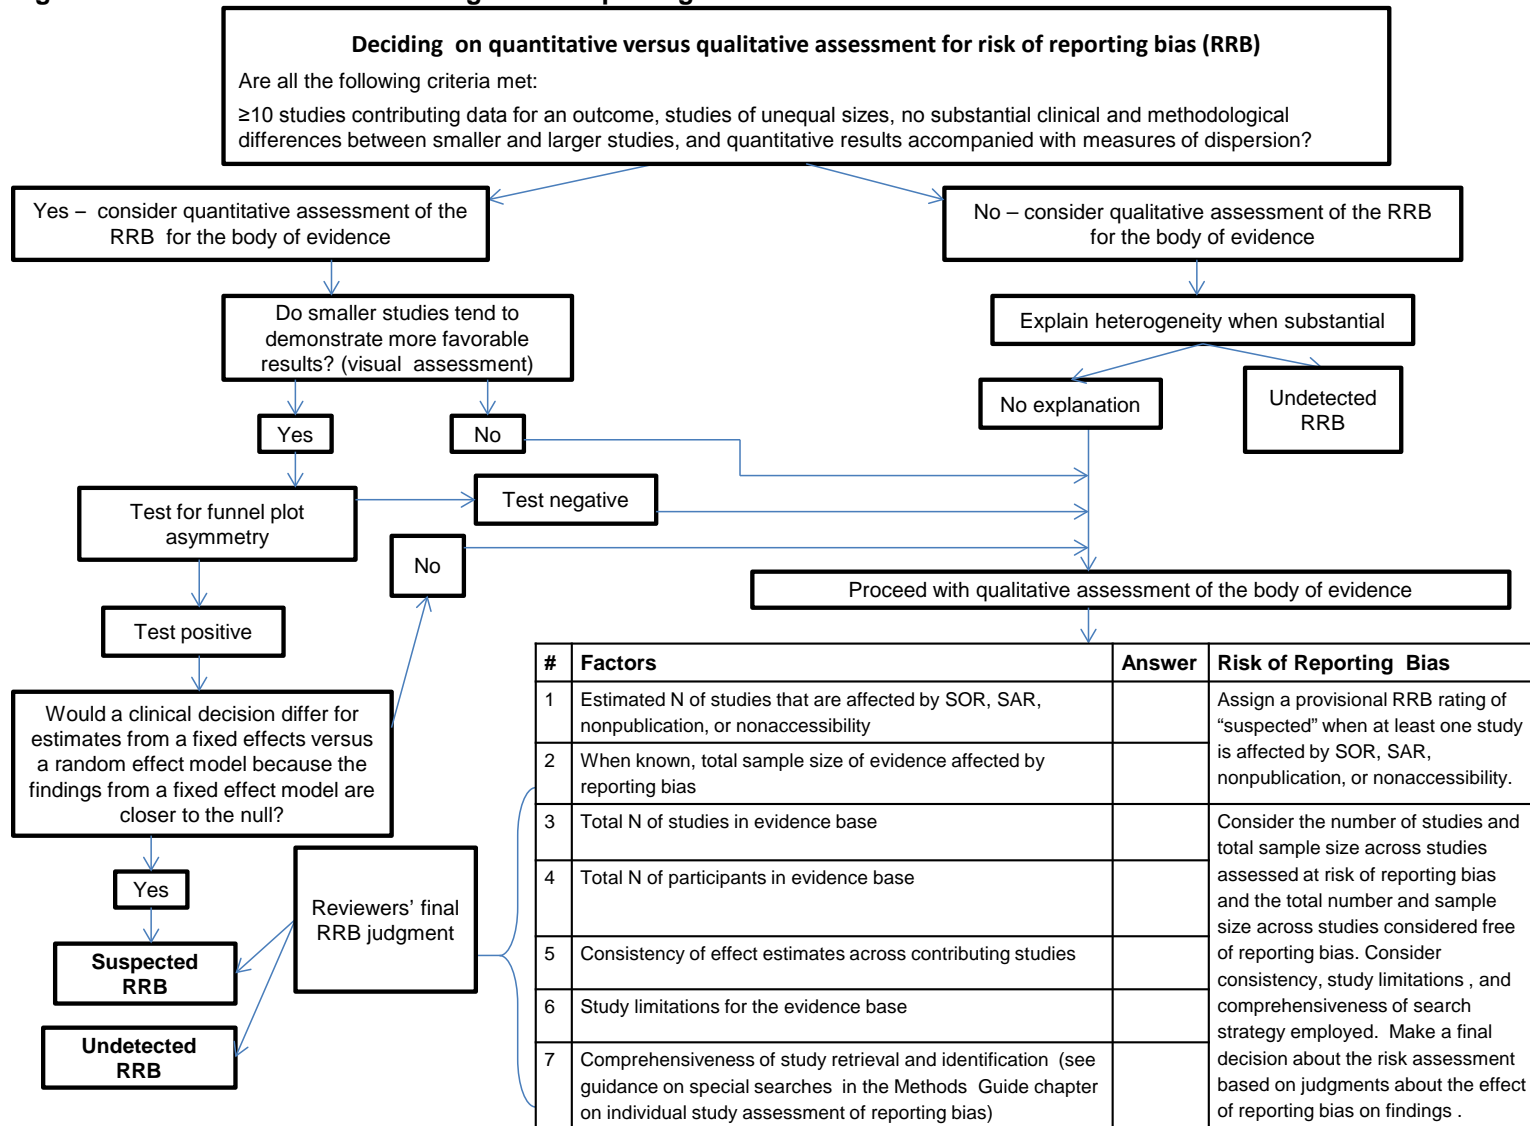 Deciding on quantitative versus qualitative assessment for risk of reporting bias (RRB)
Are all the following criteria met:
≥10 studies contributing data for an outcome, studies of unequal sizes, no substantial clinical and methodological
differences between smaller and larger studies, and quantitative results accompanied with measures of dispersion?
Yes – consider quantitative assessment of the
RRB for the body of evidence
No – consider qualitative assessment of the RRB
for the body of evidence
Do smaller studies tend to
demonstrate more favorable
results? (visual assessment)
Explain heterogeneity when substantial
Yes
No
No explanation
Undetected
RRB
Test for funnel plot
asymmetry
Test negative
No
Test positive
Proceed with qualitative assessment of the body of evidence
Would a clinical decision differ for
estimates from a fixed effects versus
a random effect model because the
findings from a fixed effect model are
closer to the null?
Yes
Suspected
RRB
Undetected
RRB
Reviewers’ final
RRB judgment
# Factors Answer Risk of Reporting Bias
1 Estimated N of studies that are affected by SOR, SAR,
nonpublication, or nonaccessibility
2 When known, total sample size of evidence affected by
reporting bias
Assign a provisional RRB rating of
“suspected” when at least one study
is affected by SOR, SAR,
nonpublication, or nonaccessibility.
3 Total N of studies in evidence base
4 Total N of participants in evidence base
5 Consistency of effect estimates across contributing studies
6 Study limitations for the evidence base
7 Comprehensiveness of study retrieval and identification (see
guidance on special searches in the Methods Guide chapter
on individual study assessment of reporting bias)
Consider the number of studies and
total sample size across studies
assessed at risk of reporting bias
and the total number and sample
size across studies considered free
of reporting bias. Consider
consistency, study limitations , and
comprehensiveness of search
strategy employed. Make a final
decision about the risk assessment
based on judgments about the effect
of reporting bias on findings .